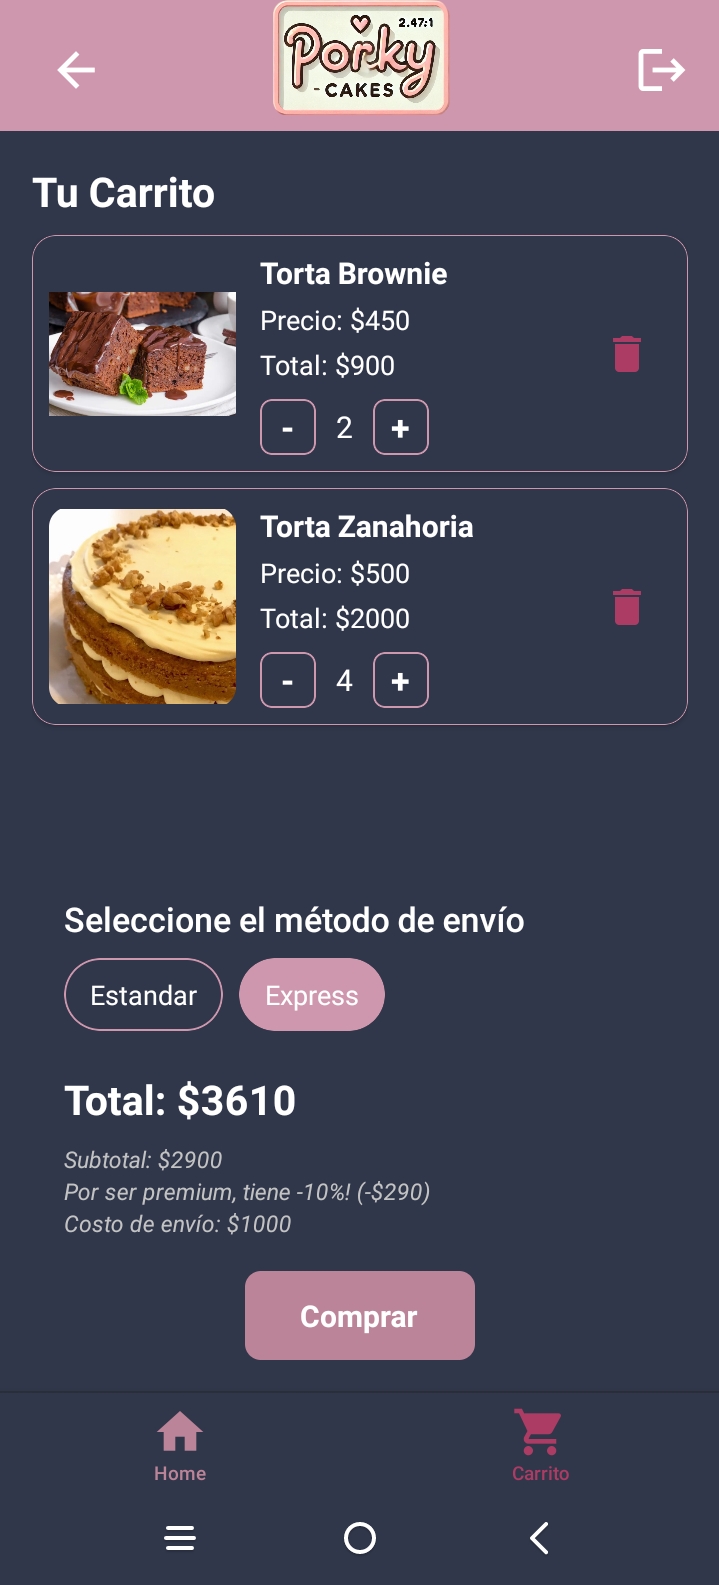 2.47:1
Porky
-CAKES
Tu Carrito
Torta Brownie
Precio: $450
Total: $900
- 2 +
Torta Zanahoria
Precio: $500
Total: $2000
- 4 +
Seleccione el método de envío
Estandar Express
Total: $3610
Subtotal: $2900
Por ser premium, tiene -10%! (-$290)
Costo de envío: $1000
Comprar
Home Carrito